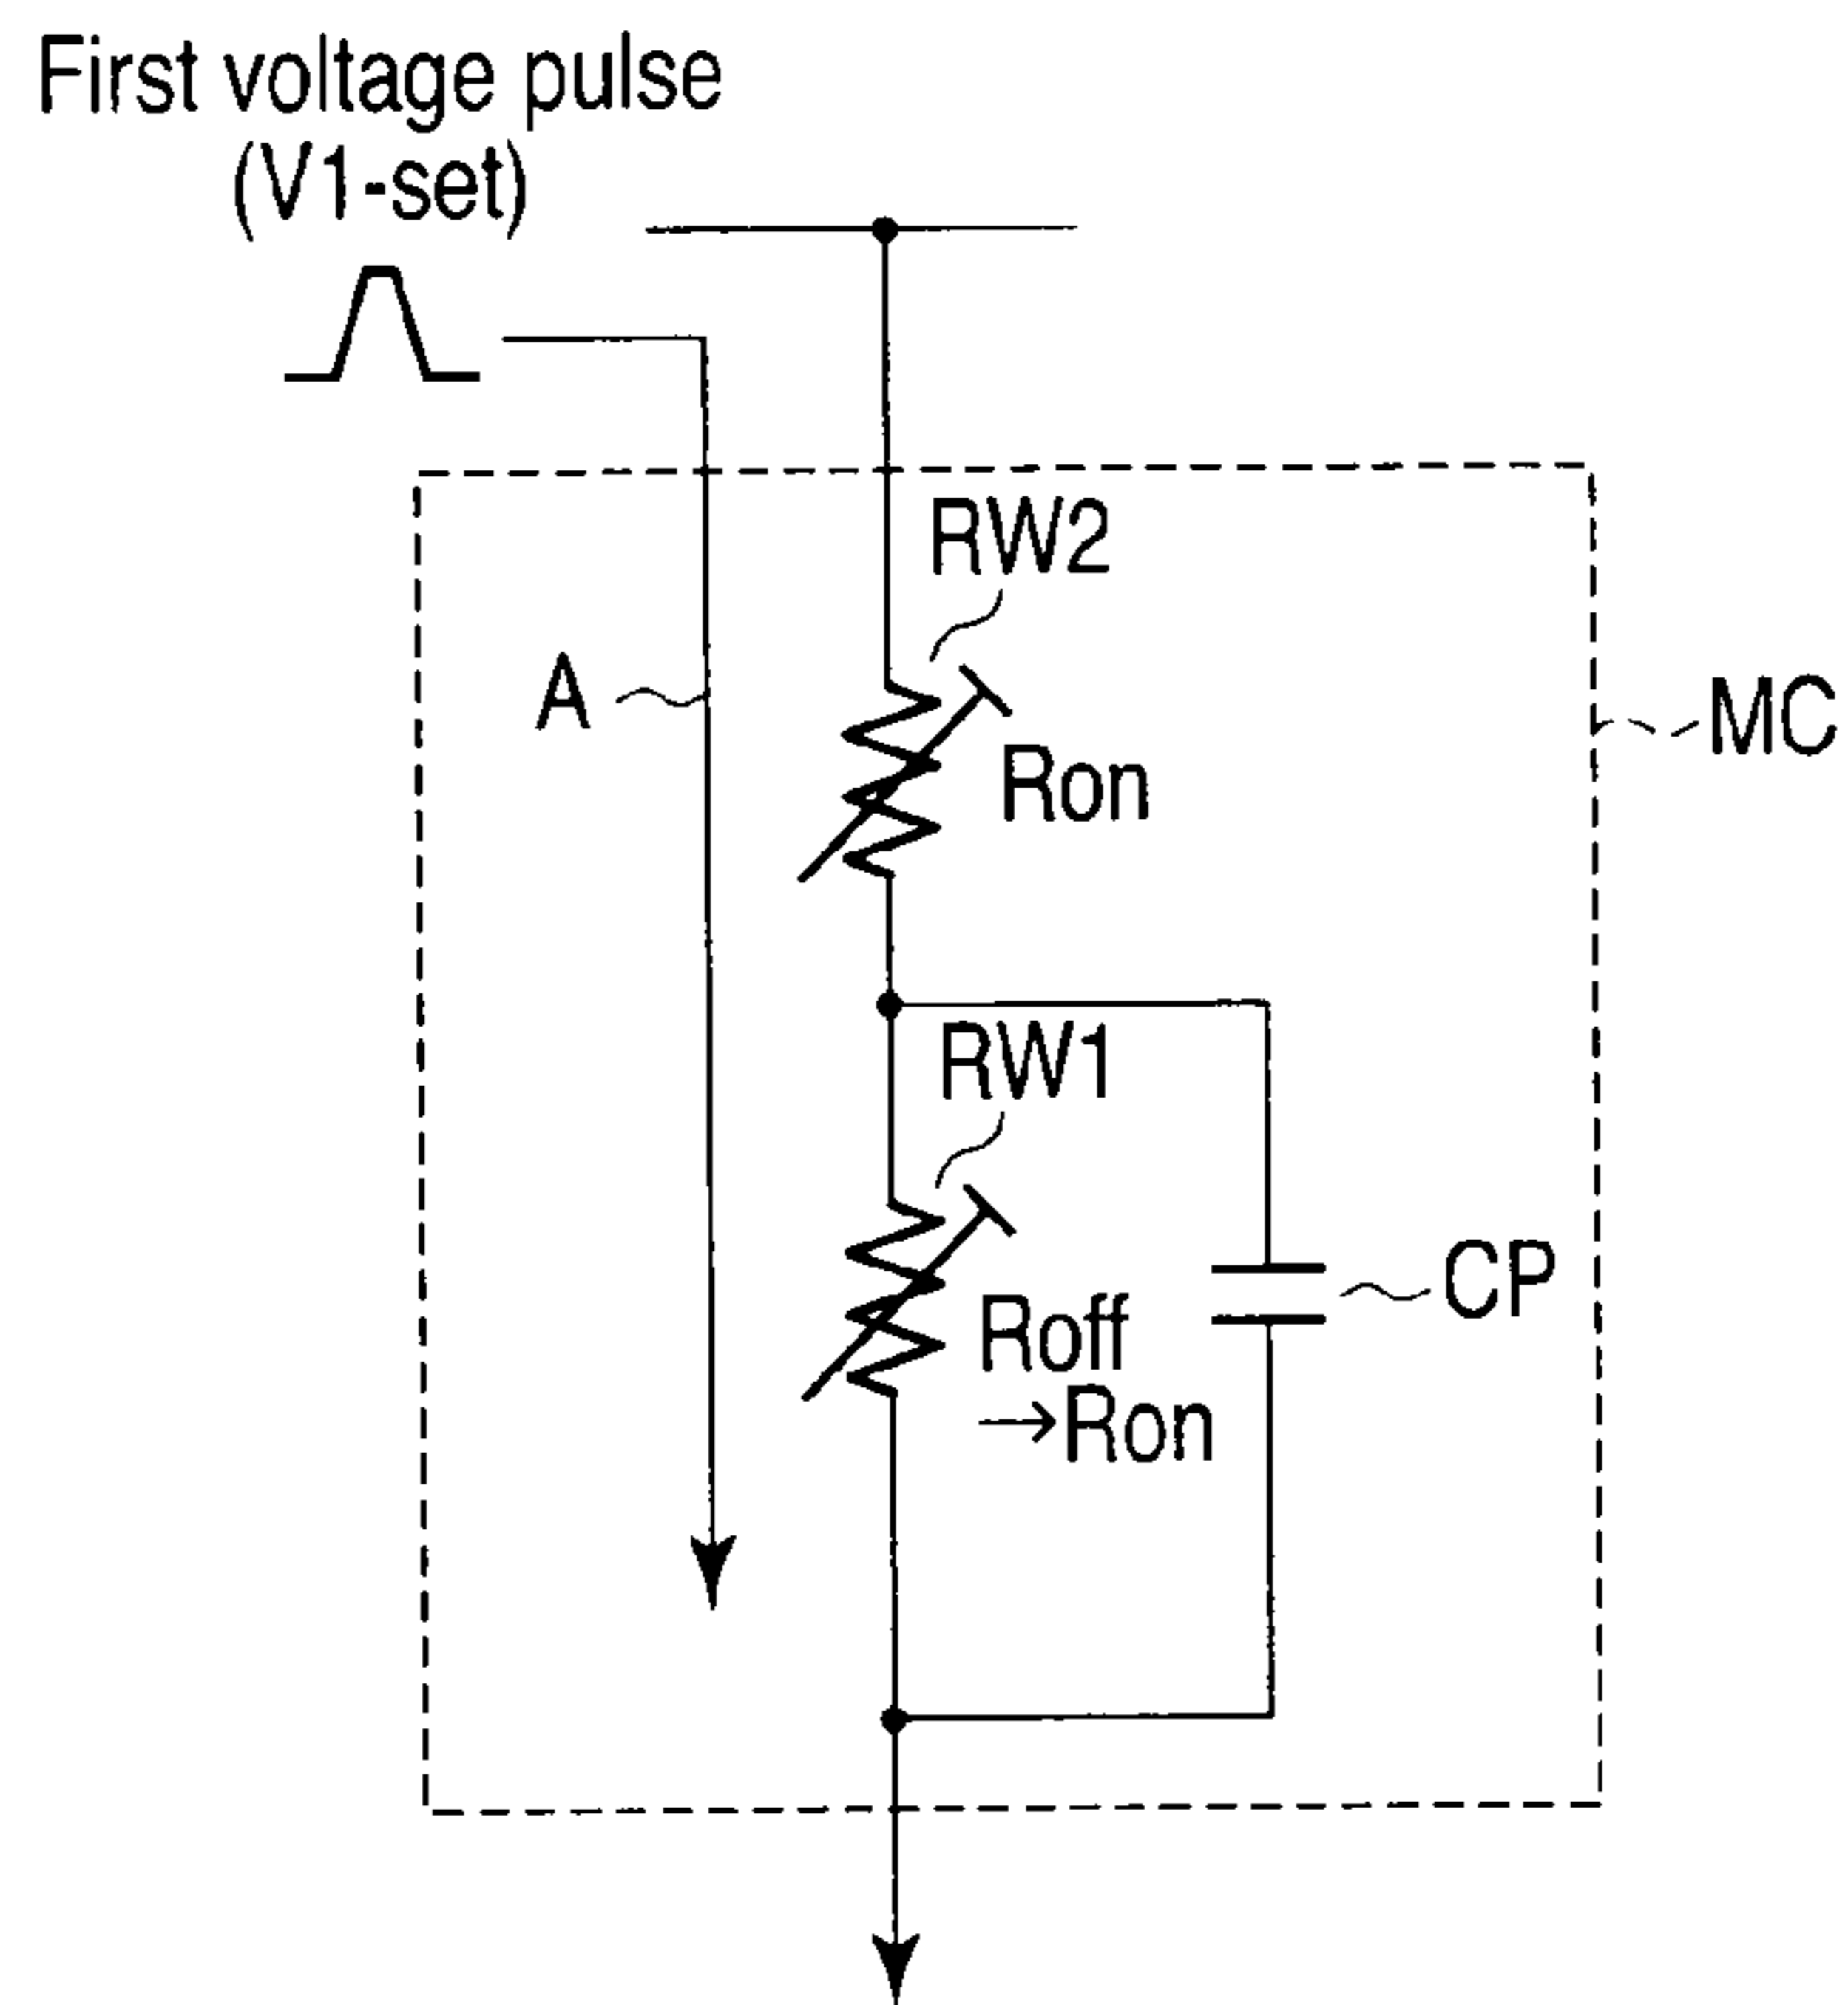 First voltage pulse
(V1-set)
RW2
A
MC
Ron
RW1
CP
Roff
→Ron